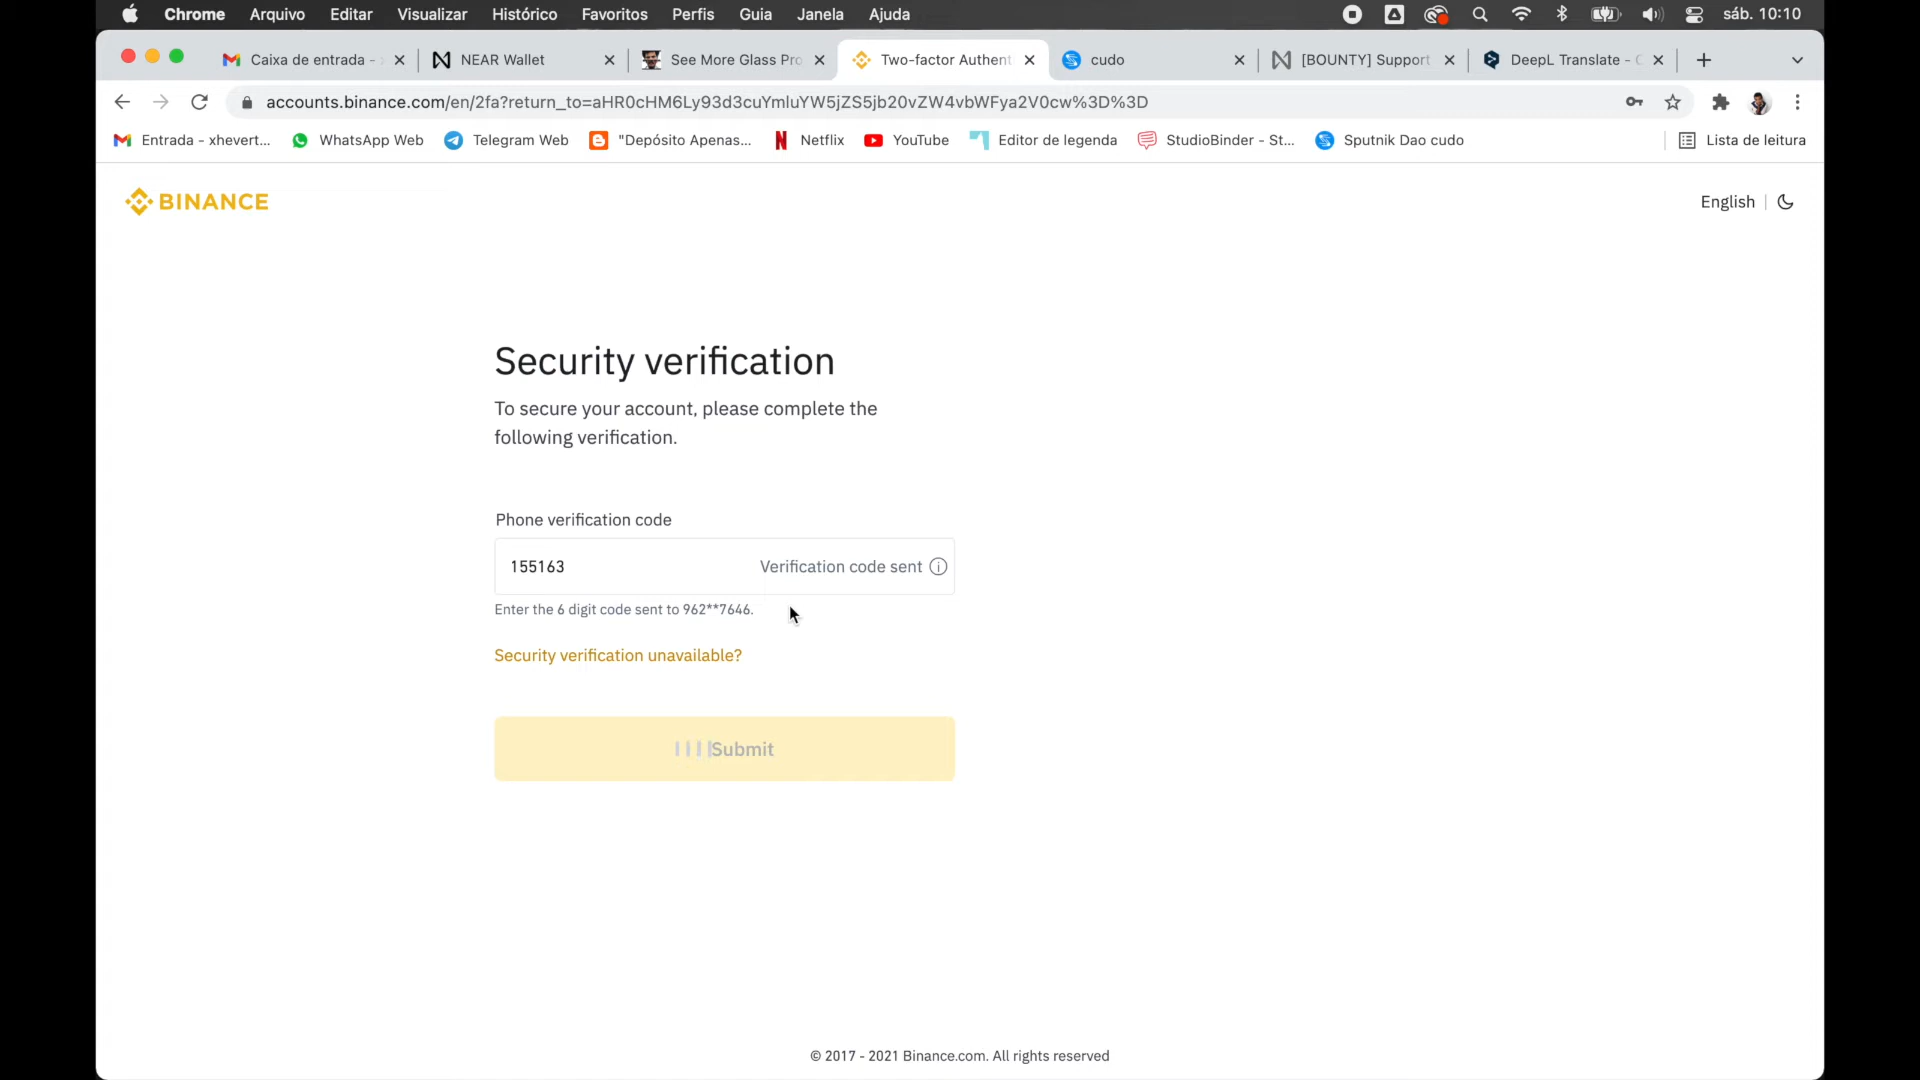 Chrome Arquivo Editar Visualizar Histórico Favoritos Perfis Guia Janela Ajuda sáb. 10:10
Caixa de entrada - NEAR Wallet See More Glass Pro Two-factor Authent cudo [BOUNTY] Support DeepL Translate -
accounts.binance.com/en/2fa?return_to=aHR0cHM6Ly93d3cuYmluYW5jZS5jb20vZW4vbWFya2V0cw%3D%3D
Entrada - xhevert... WhatsApp Web Telegram Web "Depósito Apenas... Netflix YouTube Editor de legenda StudioBinder - St... Sputnik Dao cudo Lista de leitura
BINANCE English
Security verification
To secure your account, please complete the
following verification.
Phone verification code
155163 Verification code sent
Enter the 6 digit code sent to 962**7646.
Security verification unavailable?
Submit
© 2017 - 2021 Binance.com. All rights reserved